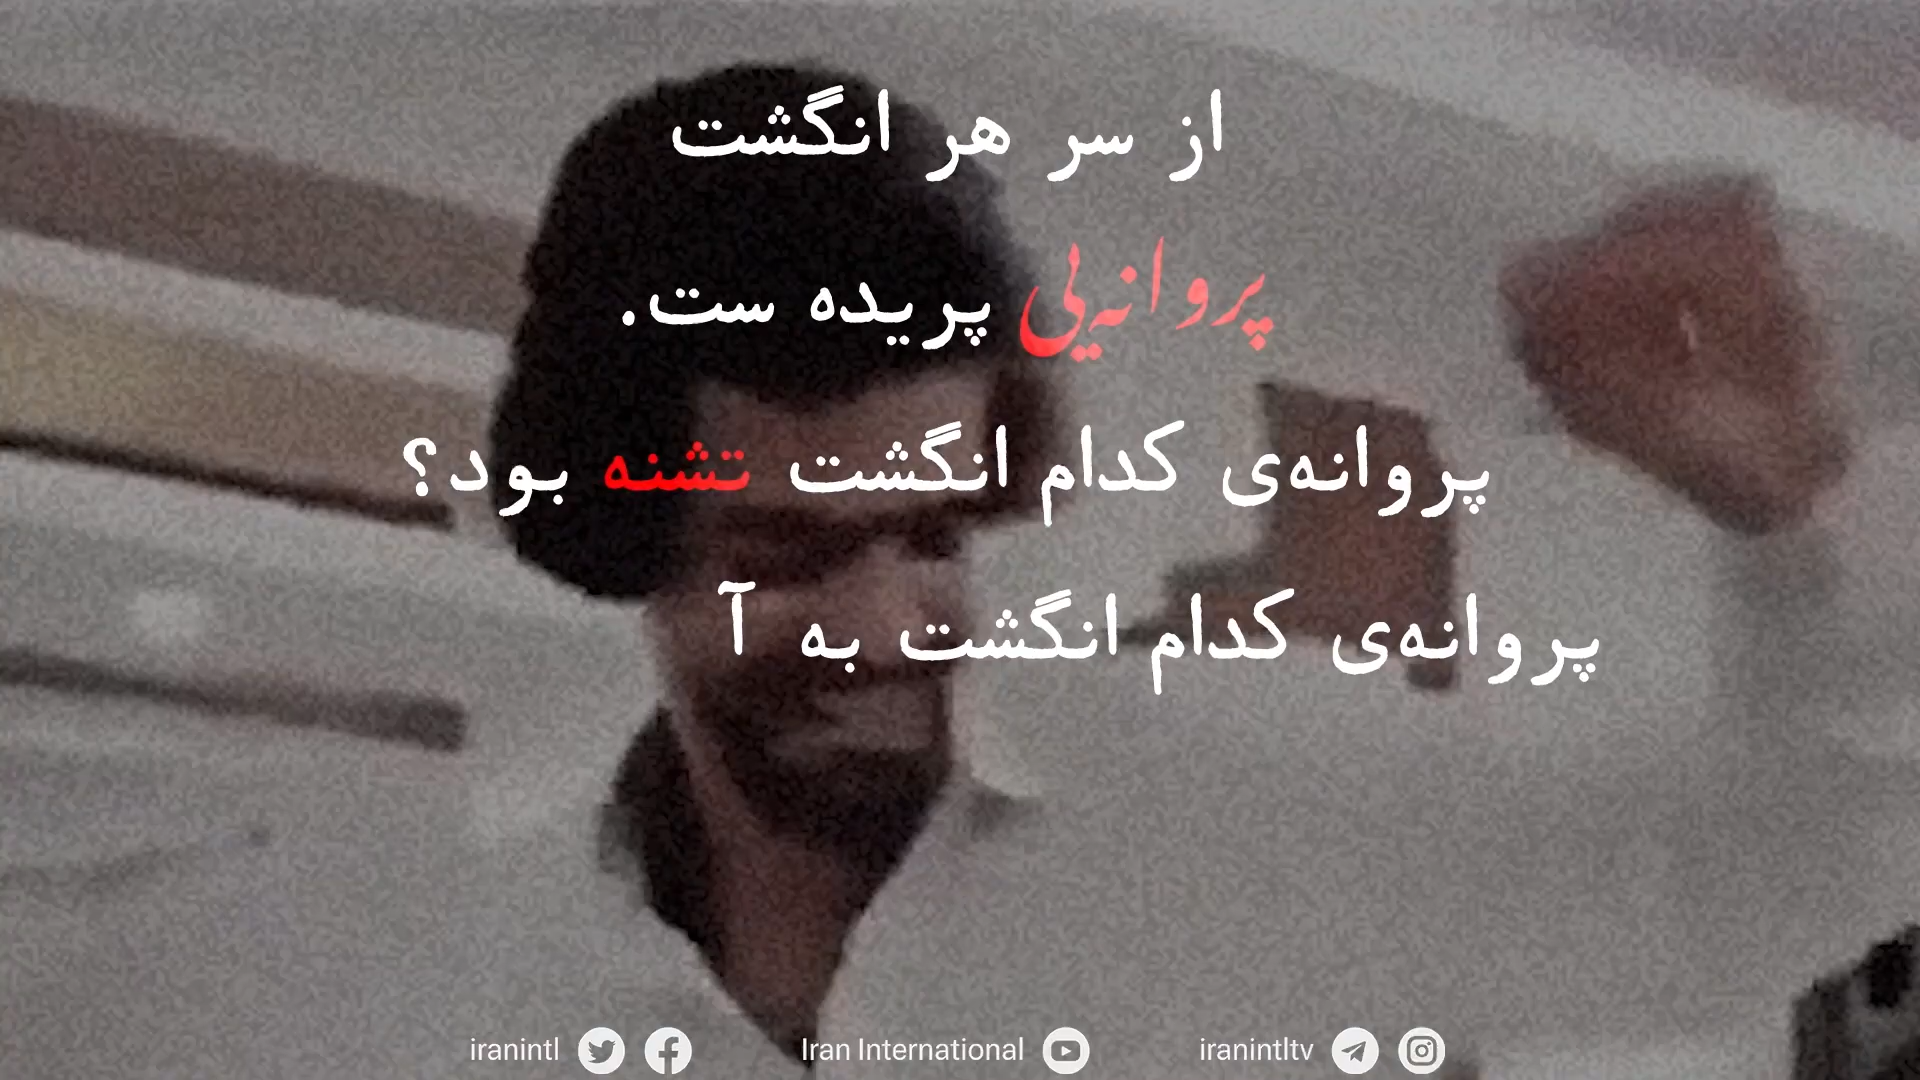 از سر هر انگشت
پروانه‌یی پریده ست.
پروانه‌ی کدام انگشت تشنه بود؟
پروانه‌ی کدام انگشت به آ
iranintl Iran International iranintltv